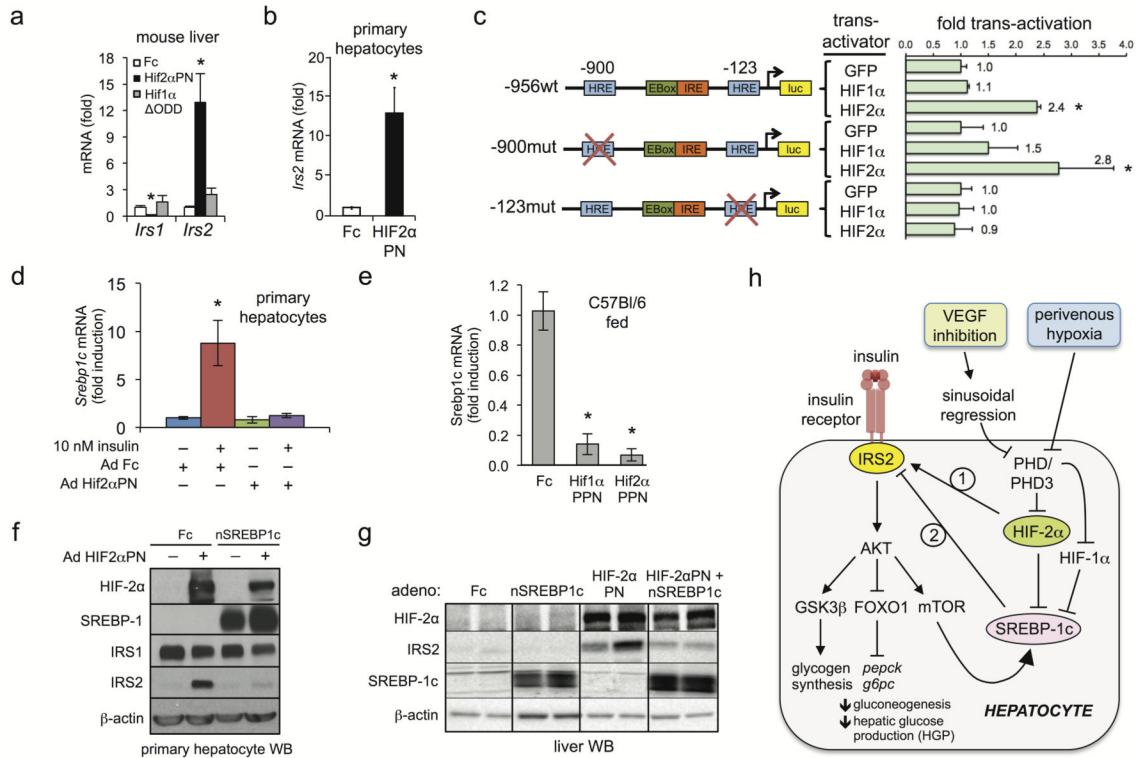 a
mouse liver
Fc
Hif2αPN
Hif1α
ΔODD
mRNA (fold)
18
15
12
9
6
3
0
*
*
Irs1 Irs2
b
primary
hepatocytes
Irs2 mRNA (fold)
20
15
10
5
0
*
Fc HIF2α
PN
c
-900 -123
-956wt
HRE EBox IRE HRE luc
-900mut
HRE EBox IRE HRE luc
-123mut
HRE EBox IRE HRE luc
trans-
activator
fold trans-activation
0.0 0.5 1.0 1.5 2.0 2.5 3.0 3.5 4.0
GFP 1.0
HIF1α 1.1
HIF2α 2.4 *
GFP 1.0
HIF1α 1.5
HIF2α 2.8 *
GFP 1.0
HIF1α 1.0
HIF2α 0.9
d
Srebp1c mRNA
(fold induction)
15
10
5
0
primary
hepatocytes
*
10 nM insulin − + − +
Ad Fc + + − −
Ad Hif2αPN − − + +
e
Srebp1c mRNA
(fold induction)
1.2
1.0
0.8
0.6
0.4
0.2
0.0
C57Bl/6
fed
* *
Fc Hif1α Hif2α
PPN PPN
f
Fc nSREBP1c
Ad HIF2αPN − + − +
HIF-2α
SREBP-1
IRS1
IRS2
β-actin
primary hepatocyte WB
g
adeno: Fc nSREBP1c HIF-2α
PN
HIF-2αPN +
nSREBP1c
HIF-2α
IRS2
SREBP-1c
β-actin
liver WB
h
VEGF
inhibition
perivenous
hypoxia
insulin
insulin
receptor
sinusoidal
regression
IRS2
PHD/
PHD3
1
HIF-2α
2
HIF-1α
AKT
GSK3β FOXO1 mTOR
SREBP-1c
glycogen
synthesis
pepck
g6pc
gluconeogenesis
hepatic glucose
production (HGP)
HEPATOCYTE